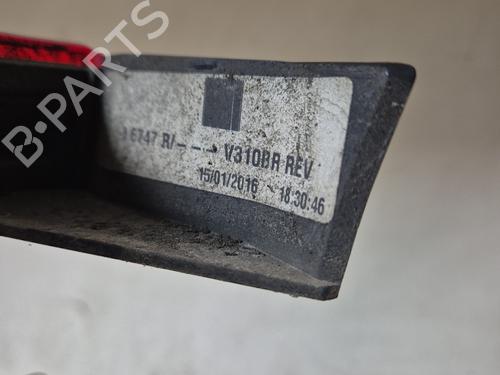 B-PARTS
6747 R/---→ V310BR REV
15/01/2016 - 18:30:46